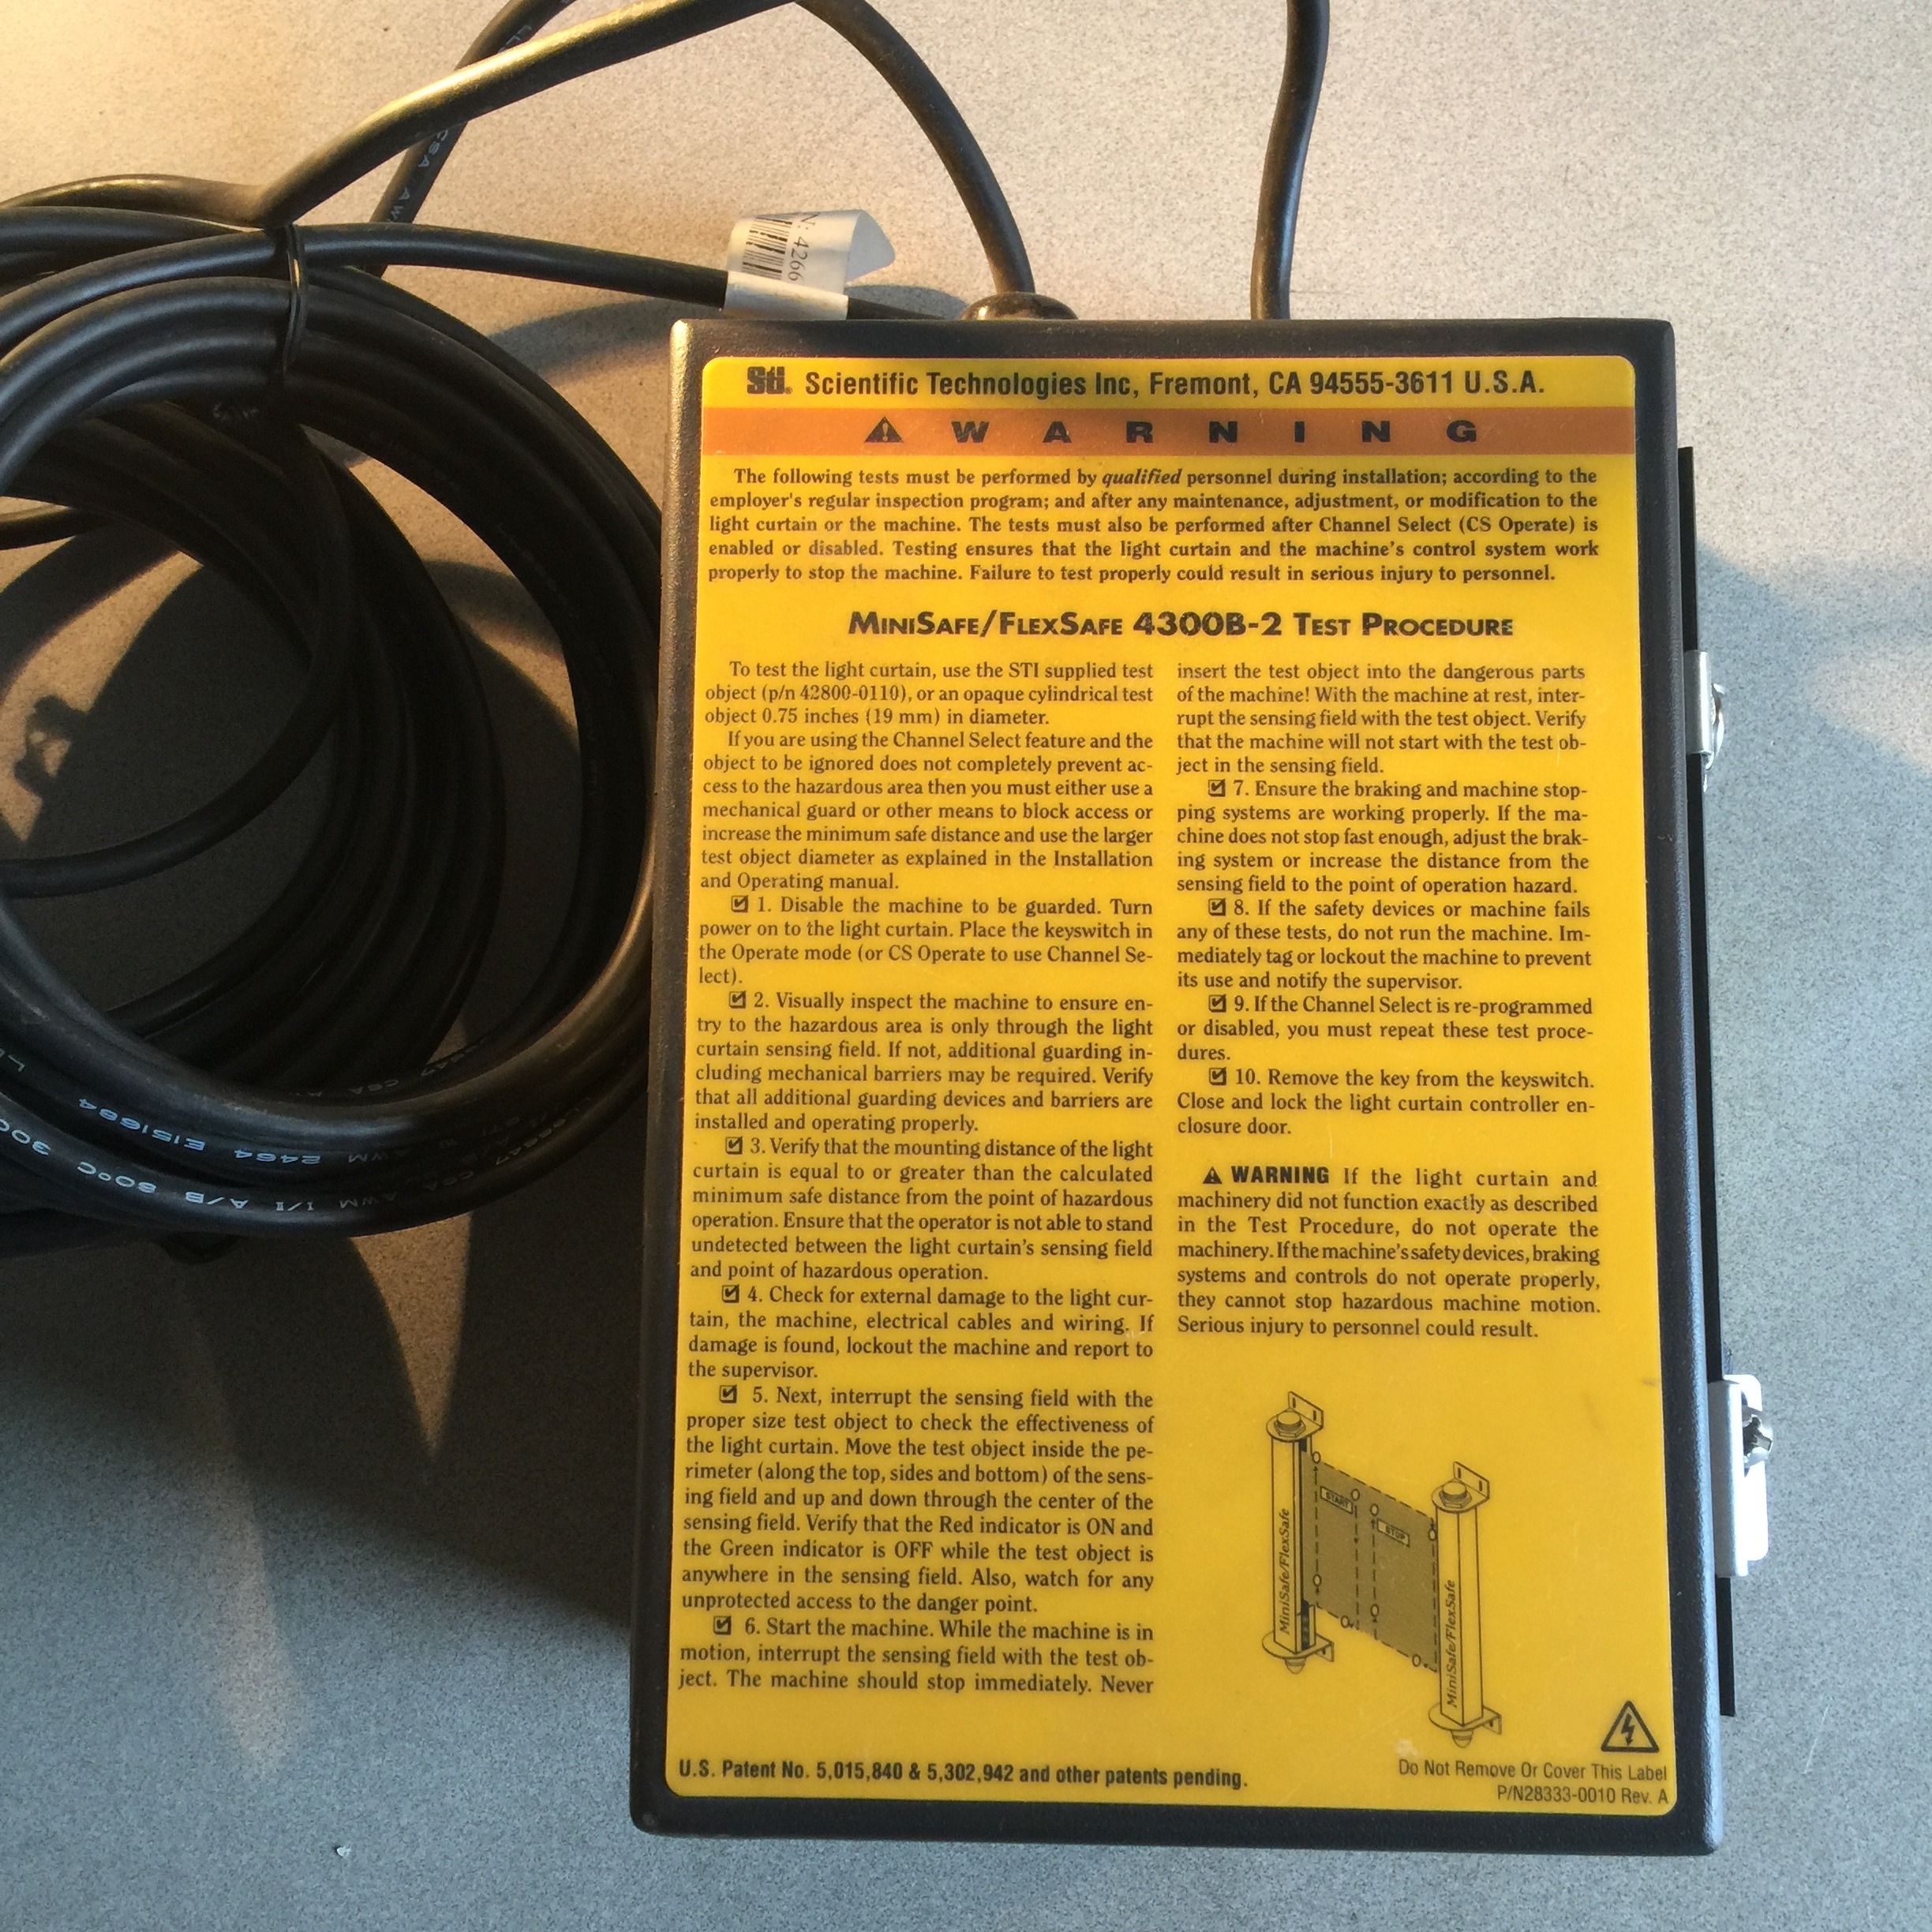 N: 4266
STI. Scientific Technologies Inc, Fremont, CA 94555-3611 U.S.A.
WARNING
The following tests must be performed by qualified personnel during installation; according to the
employer's regular inspection program; and after any maintenance, adjustment, or modification to the
light curtain or the machine. The tests must also be performed after Channel Select (CS Operate) is
enabled or disabled. Testing ensures that the light curtain and the machine's control system work
properly to stop the machine. Failure to test properly could result in serious injury to personnel.
MINISAFE/FLEXSAFE 4300B-2 TEST PROCEDURE
To test the light curtain, use the STI supplied test
object (p/n 42800-0110), or an opaque cylindrical test
object 0.75 inches (19 mm) in diameter.
If you are using the Channel Select feature and the
object to be ignored does not completely prevent ac-
cess to the hazardous area then you must either use a
mechanical guard or other means to block access or
increase the minimum safe distance and use the larger
test object diameter as explained in the Installation
and Operating manual.
☑ 1. Disable the machine to be guarded. Turn
power on to the light curtain. Place the keyswitch in
the Operate mode (or CS Operate to use Channel Se-
lect).
☑ 2. Visually inspect the machine to ensure en-
try to the hazardous area is only through the light
curtain sensing field. If not, additional guarding in-
cluding mechanical barriers may be required. Verify
that all additional guarding devices and barriers are
installed and operating properly.
☑ 3. Verify that the mounting distance of the light
curtain is equal to or greater than the calculated
minimum safe distance from the point of hazardous
operation. Ensure that the operator is not able to stand
undetected between the light curtain's sensing field
and point of hazardous operation.
☑ 4. Check for external damage to the light cur-
tain, the machine, electrical cables and wiring. If
damage is found, lockout the machine and report to
the supervisor.
☑ 5. Next, interrupt the sensing field with the
proper size test object to check the effectiveness of
the light curtain. Move the test object inside the pe-
rimeter (along the top, sides and bottom) of the sens-
ing field and up and down through the center of the
sensing field. Verify that the Red indicator is ON and
the Green indicator is OFF while the test object is
anywhere in the sensing field. Also, watch for any
unprotected access to the danger point.
☑ 6. Start the machine. While the machine is in
motion, interrupt the sensing field with the test ob-
ject. The machine should stop immediately. Never
insert the test object into the dangerous parts
of the machine! With the machine at rest, inter-
rupt the sensing field with the test object. Verify
that the machine will not start with the test ob-
ject in the sensing field.
☑ 7. Ensure the braking and machine stop-
ping systems are working properly. If the ma-
chine does not stop fast enough, adjust the brak-
ing system or increase the distance from the
sensing field to the point of operation hazard.
☑ 8. If the safety devices or machine fails
any of these tests, do not run the machine. Im-
mediately tag or lockout the machine to prevent
its use and notify the supervisor.
☑ 9. If the Channel Select is re-programmed
or disabled, you must repeat these test proce-
dures.
☑ 10. Remove the key from the keyswitch.
Close and lock the light curtain controller en-
closure door.
WARNING If the light curtain and
machinery did not function exactly as described
in the Test Procedure, do not operate the
machinery. If the machine's safety devices, braking
systems and controls do not operate properly,
they cannot stop hazardous machine motion.
Serious injury to personnel could result.
START
STOP
MiniSafe/FlexSafe
MiniSafe/FlexSafe
U.S. Patent No. 5,015,840 & 5,302,942 and other patents pending.
Do Not Remove Or Cover This Label
P/N28333-0010 Rev. A
CSA AW
E151684
AWM 2464
CSA AWM I/II A/B 80°C 300